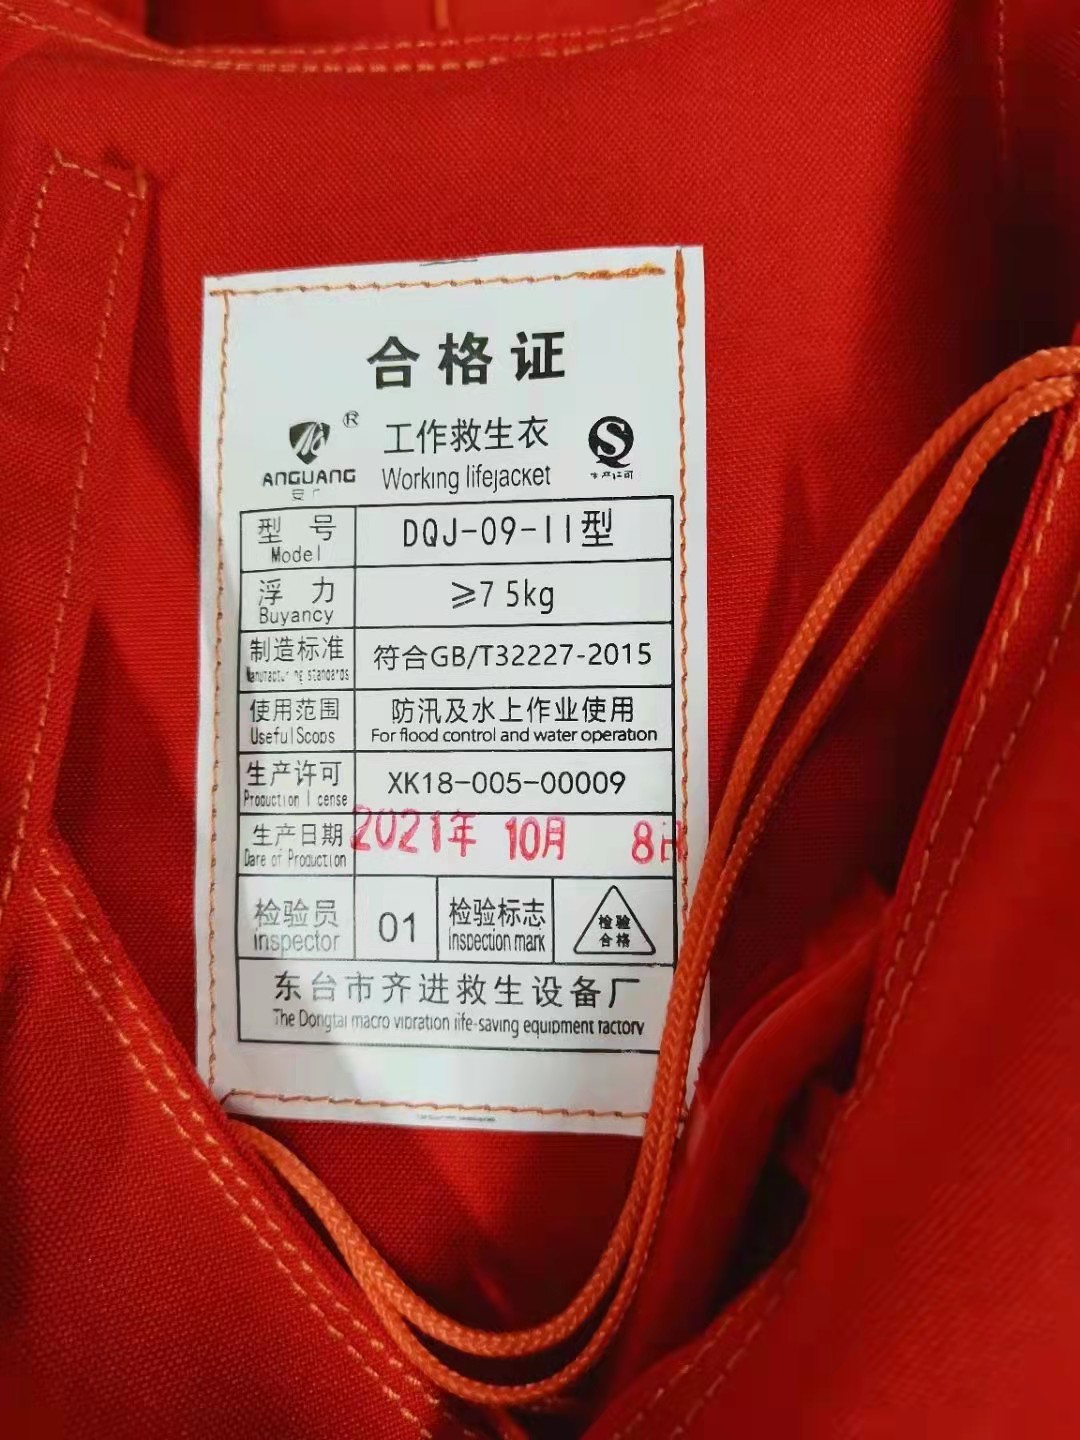 合格证
®
ANGUANG
工作救生衣
Working lifejacket
型号 DQJ-09-II型
Model
浮力 ≥7 5kg
Buyancy
制造标准 符合GB/T32227-2015
standards
使用范围 防汛及水上作业使用
Useful Scops For flood control and water operation
生产许可 XK18-005-00009
Production
生产日期 2021年 10月 8日
Dare of Production
检验员 01 检验标志 检验
inspector Inspection mark 合格
东台市齐进救生设备厂
The Dongtai macro vibration life-saving equipment factory